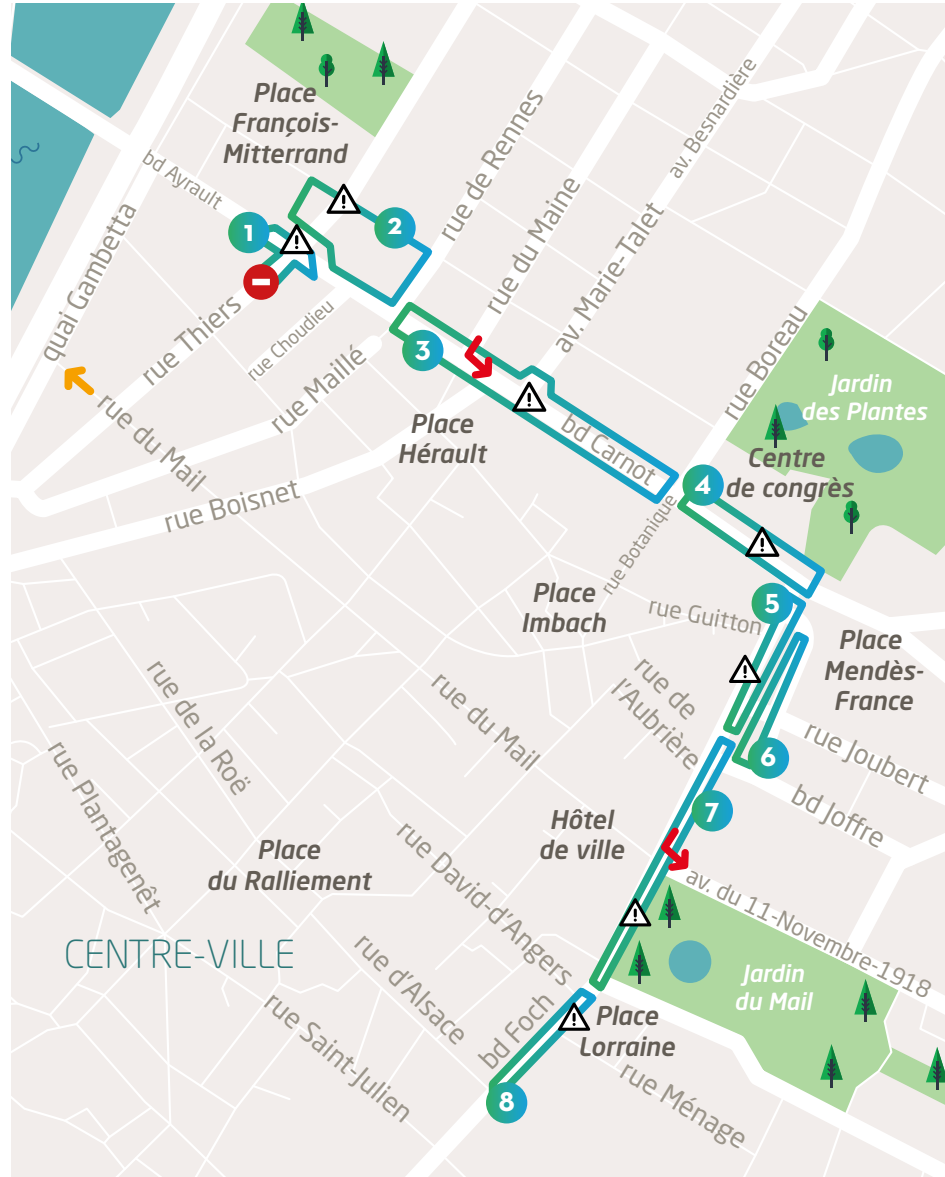 Place
François-
Mitterrand
bd Ayrault
quai Gambetta
rue de Rennes
rue du Maine
av. Besnardière
av. Marie-Talet
1
2
rue Thiers
rue Choudieu
rue Maillé
3
rue du Mail
rue Boisnet
Place
Hérault
bd Carnot
rue Boreau
Jardin
des Plantes
Centre
de congrès
4
rue Botanique
Place
Imbach
rue Guitton
5
Place
Mendès-
France
rue de
l'Aubrière
6
rue Joubert
bd Joffre
rue du Mail
rue de la Roë
rue Plantagenêt
7
Hôtel
de ville
Place
du Ralliement
rue David-d'Angers
av. du 11-Novembre-1918
CENTRE-VILLE
rue d'Alsace
rue Saint-Julien
Jardin
du Mail
bd Foch
Place
Lorraine
rue Ménage
8